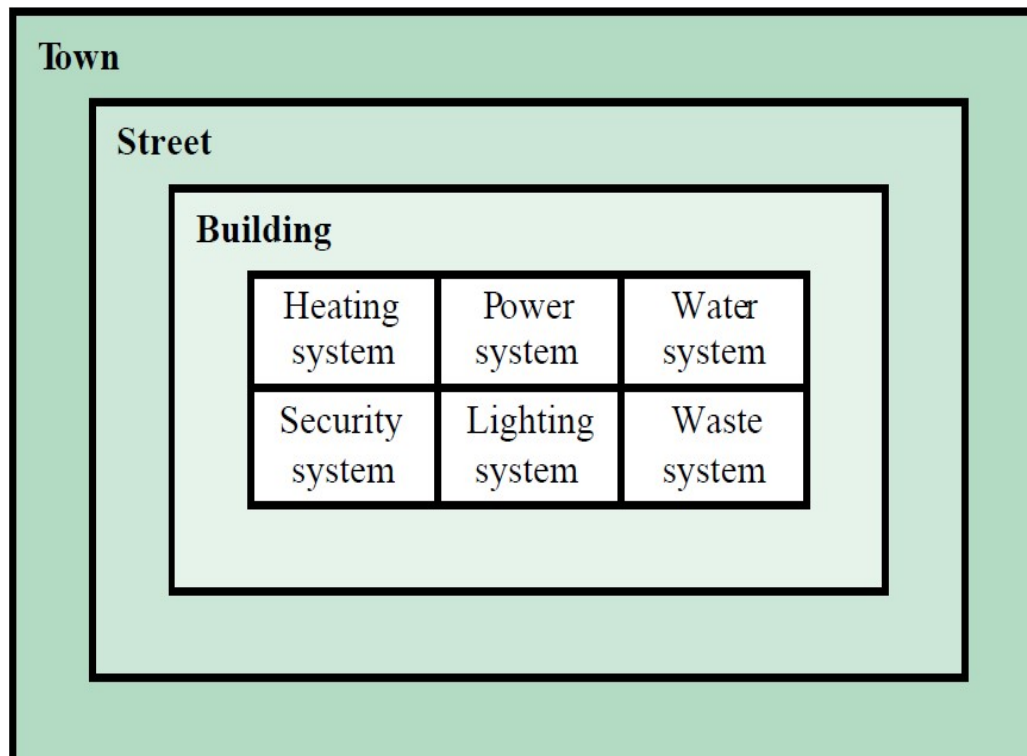 Town
Street
Building
Heating
system
Power
system
Water
system
Security
system
Lighting
system
Waste
system